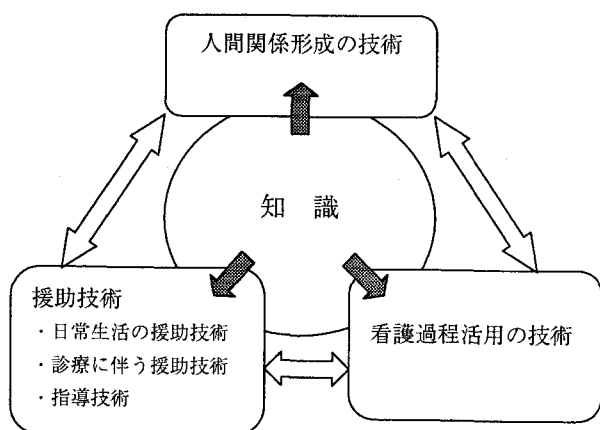 人間関係形成の技術
知 識
援助技術
・日常生活の援助技術
・診療に伴う援助技術
・指導技術
看護過程活用の技術